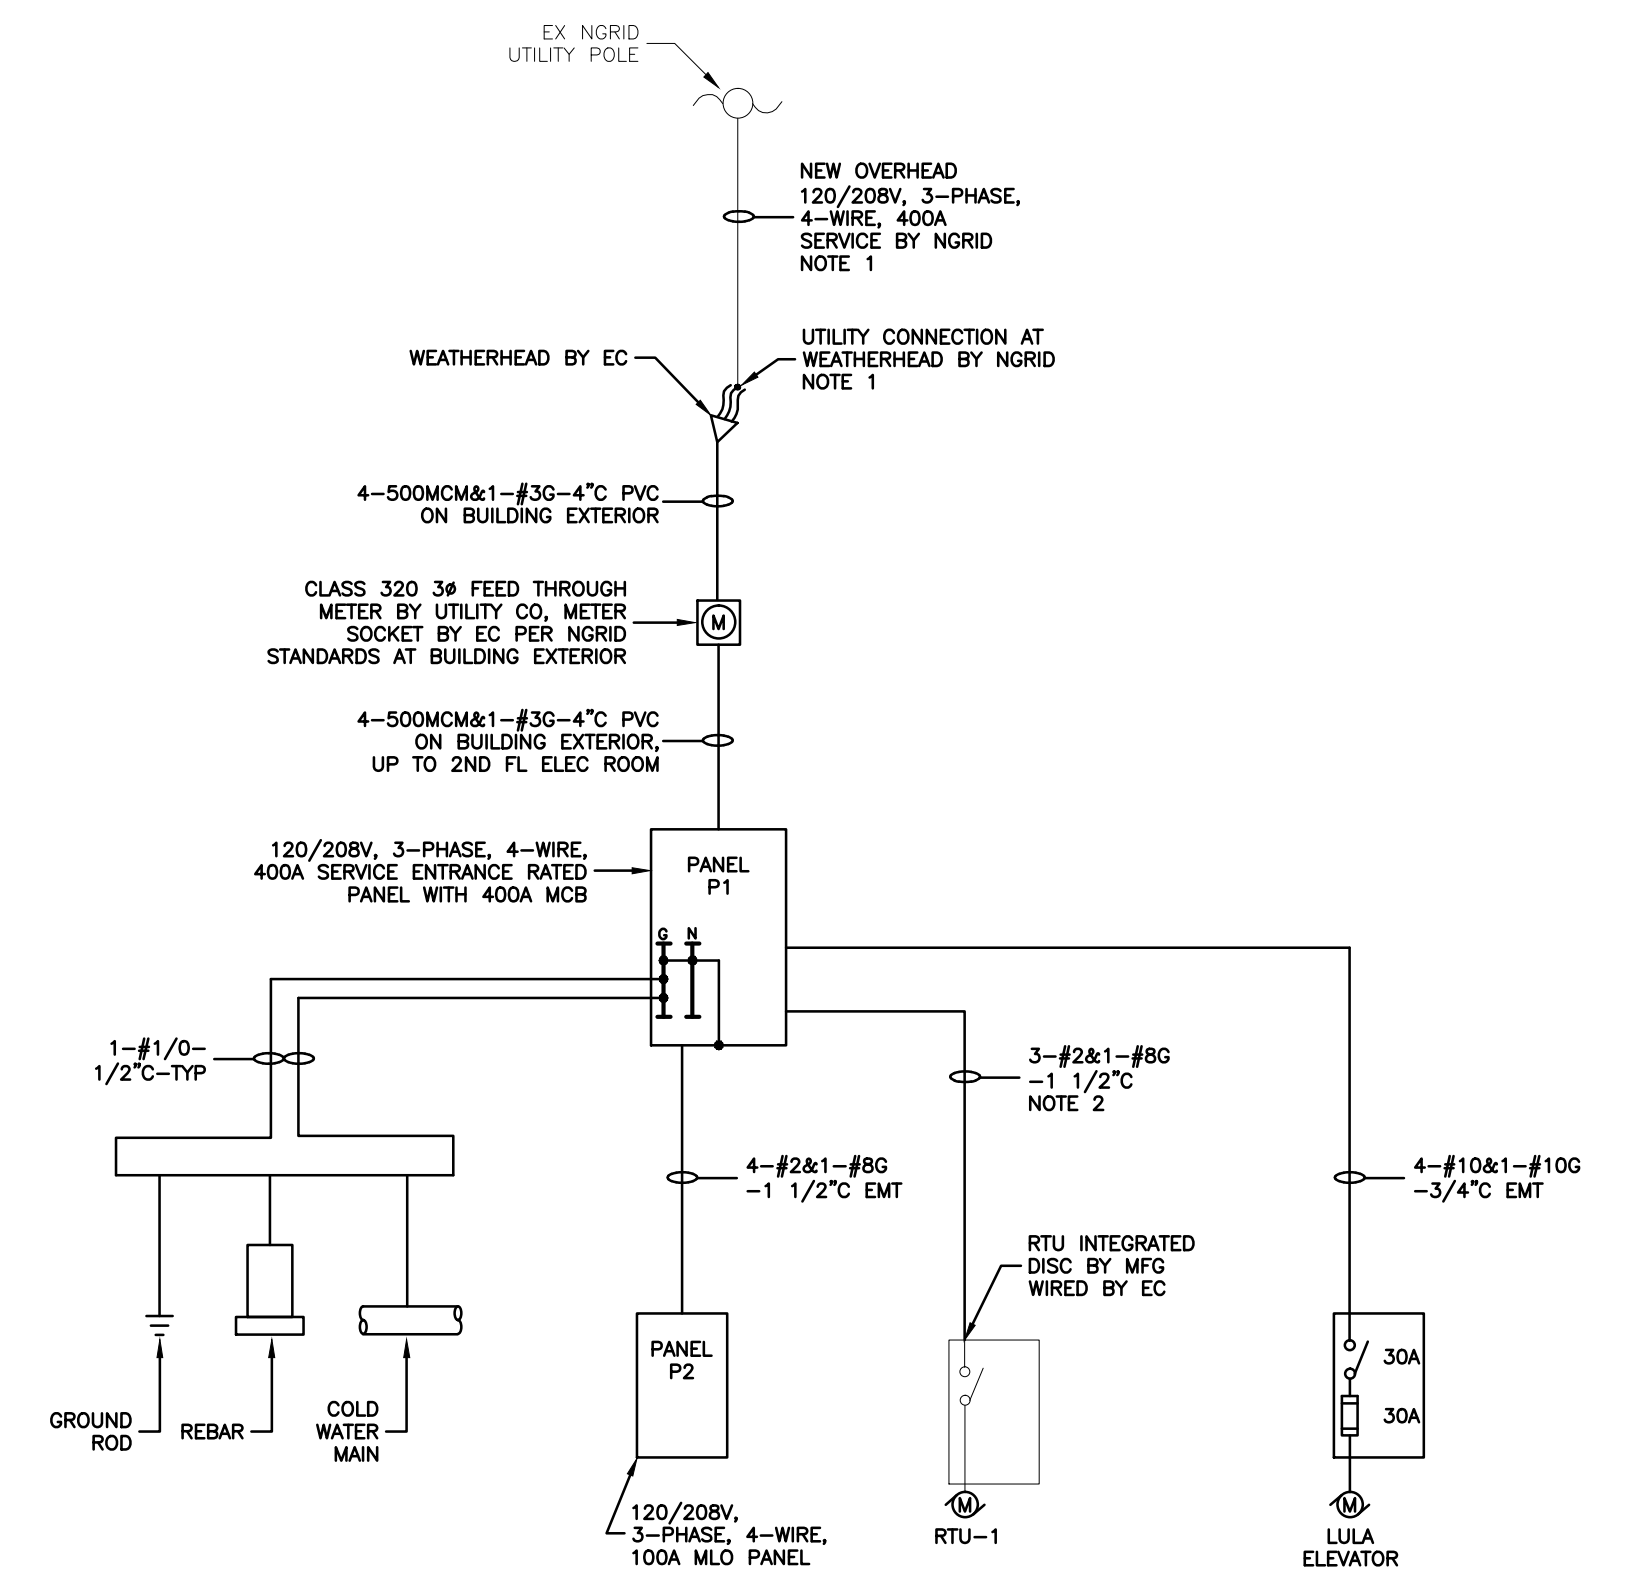 EX NGRID
UTILITY POLE
NEW OVERHEAD
120/208V, 3-PHASE,
4-WIRE, 400A
SERVICE BY NGRID
NOTE 1
WEATHERHEAD BY EC
UTILITY CONNECTION AT
WEATHERHEAD BY NGRID
NOTE 1
4-500MCM&1-#3G-4"C PVC
ON BUILDING EXTERIOR
CLASS 320 3ø FEED THROUGH
METER BY UTILITY CO, METER
SOCKET BY EC PER NGRID
STANDARDS AT BUILDING EXTERIOR
M
4-500MCM&1-#3G-4"C PVC
ON BUILDING EXTERIOR,
UP TO 2ND FL ELEC ROOM
120/208V, 3-PHASE, 4-WIRE,
400A SERVICE ENTRANCE RATED
PANEL WITH 400A MCB
PANEL
P1
G N
1-#1/0-
1/2"C-TYP
3-#2&1-#8G
-1 1/2"C
NOTE 2
4-#2&1-#8G
-1 1/2"C EMT
4-#10&1-#10G
-3/4"C EMT
RTU INTEGRATED
DISC BY MFG
WIRED BY EC
GROUND
ROD
REBAR
COLD
WATER
MAIN
PANEL
P2
120/208V,
3-PHASE, 4-WIRE,
100A MLO PANEL
M
RTU-1
30A
30A
M
LULA
ELEVATOR